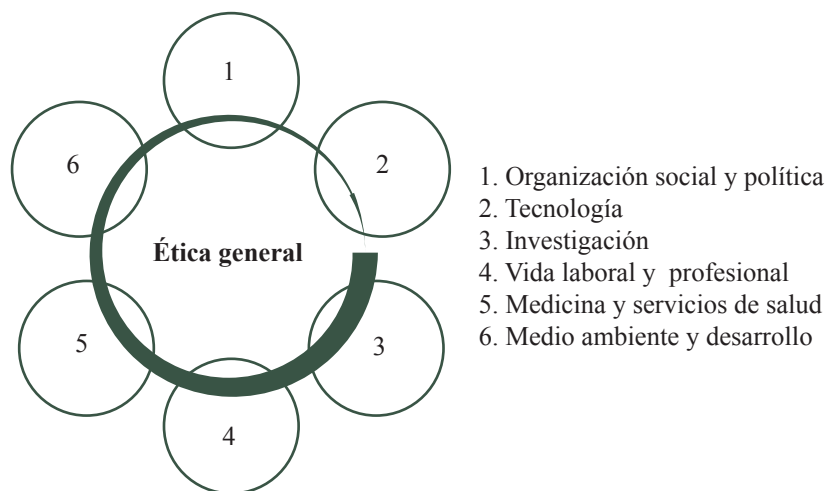 1
2
3
4
5
6
Ética general
1. Organización social y política
2. Tecnología
3. Investigación
4. Vida laboral y  profesional
5. Medicina y servicios de salud
6. Medio ambiente y desarrollo